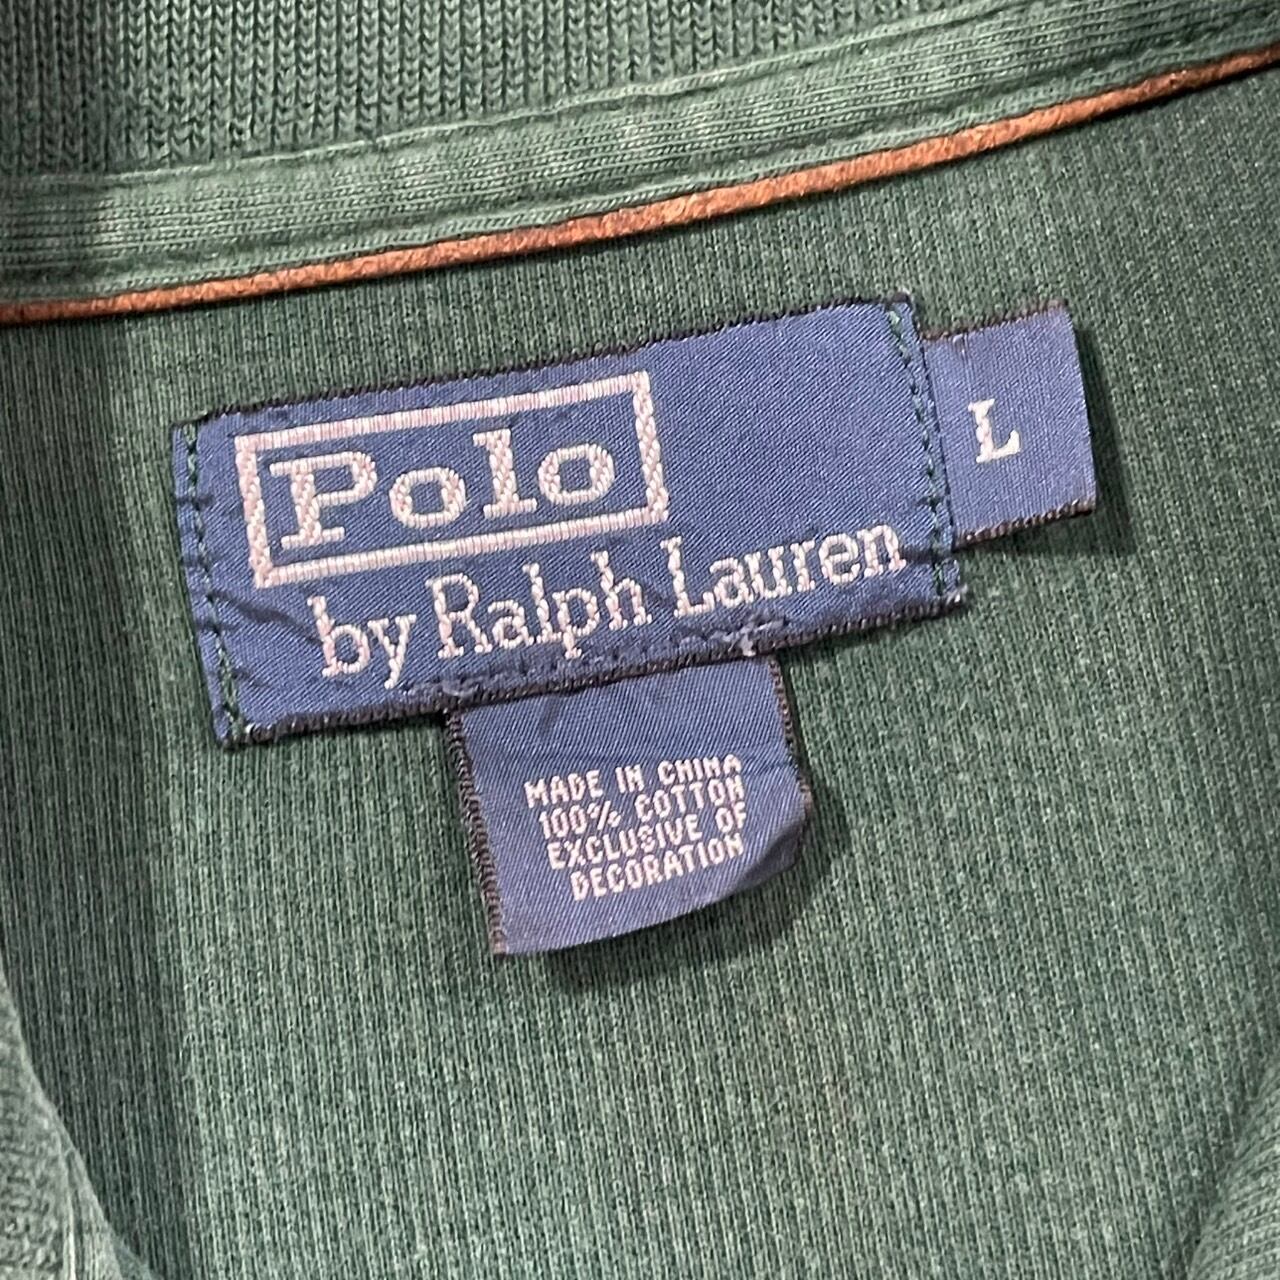 Polo
by Ralph Lauren
L
MADE IN CHINA
100% COTTON
EXCLUSIVE OF
DECORATION